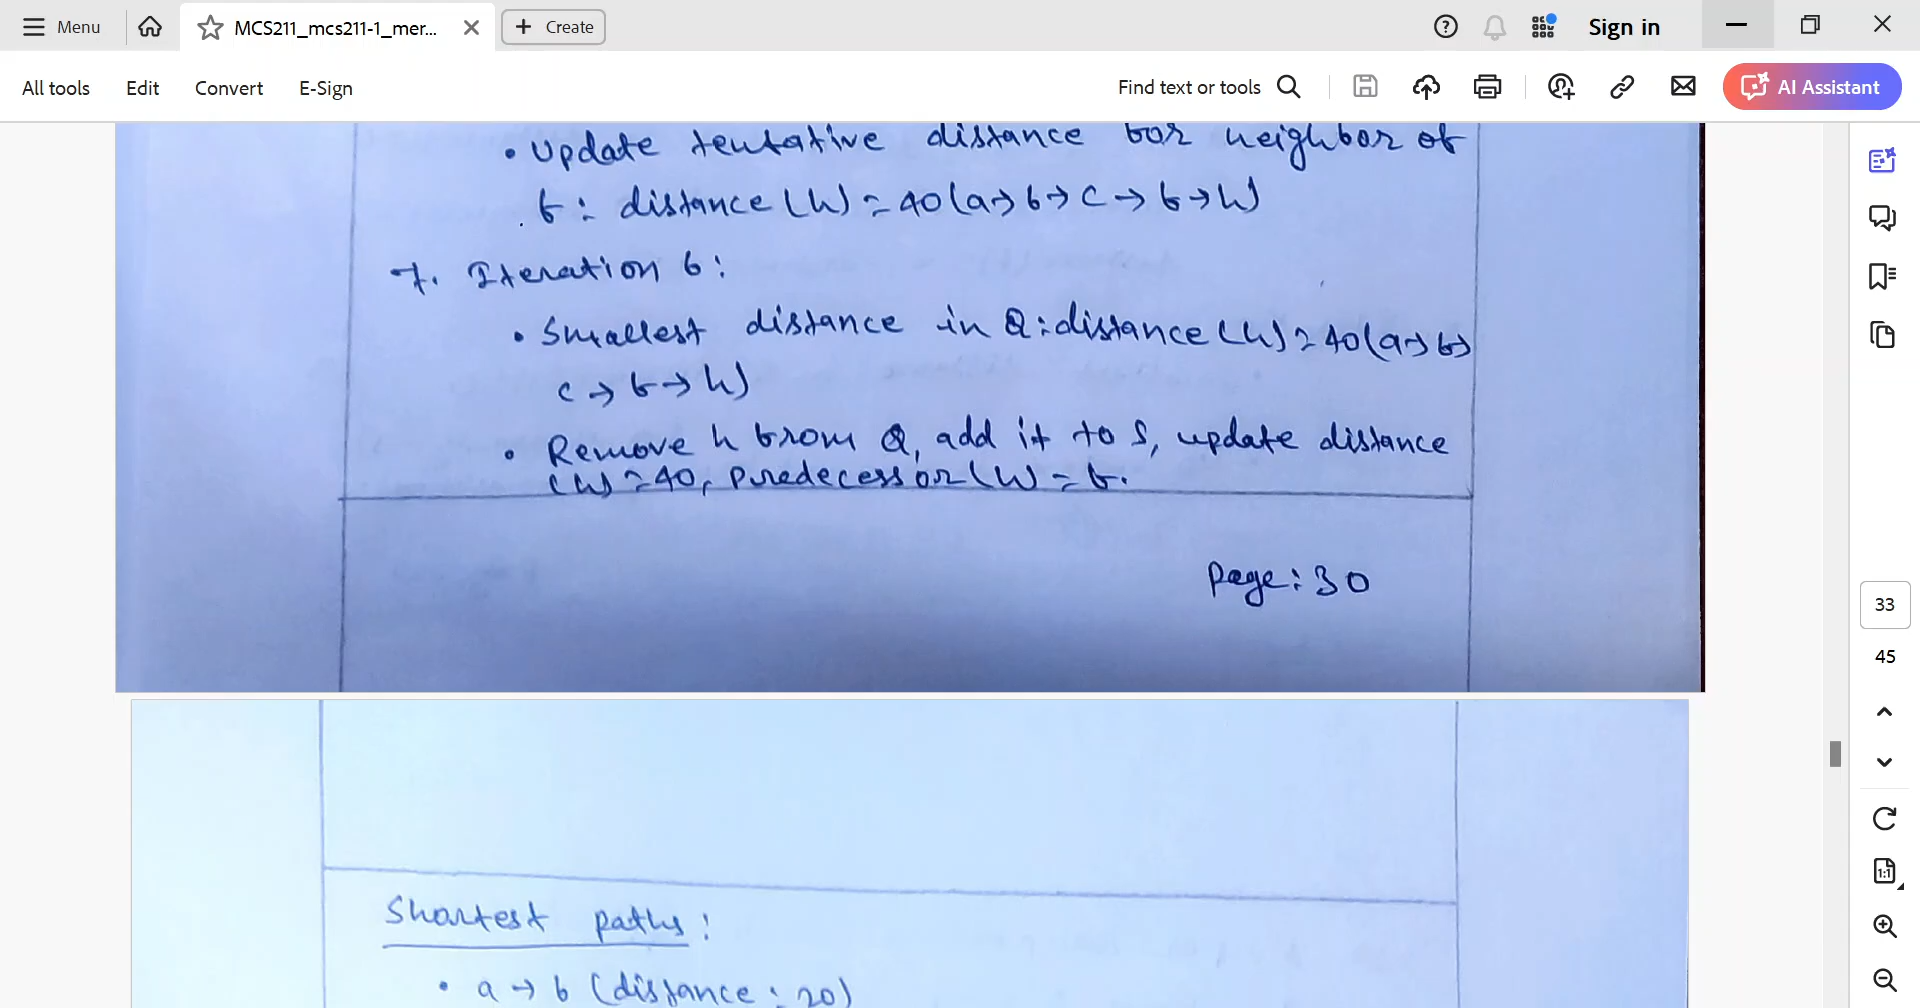 Menu
MCS211_mcs211-1_mer...
Create
Sign in
All tools
Edit
Convert
E-Sign
Find text or tools
AI Assistant
• Update tentative distance for neighbor of
f: distance (h) = 40 (a → b → c → f → h)
7. Iteration 6:
• Smallest distance in Q: distance (h) = 40 (a → b →
c → f → h)
• Remove h from Q, add it to S, update distance
(h) = 40, Predecessor (h) = f.
Page: 30
33
45
Shortest paths:
• a → b (distance: 20)